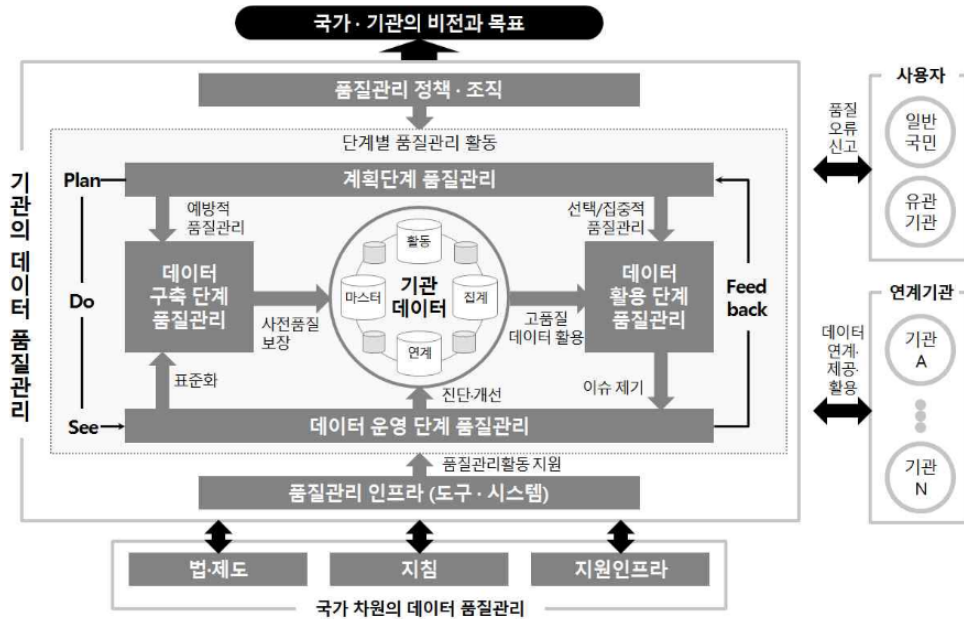 국가 · 기관의 비전과 목표
품질관리 정책 · 조직
단계별 품질관리 활동
기관의 데이터 품질관리
Plan
계획단계 품질관리
예방적
품질관리
선택/집중적
품질관리
Do
데이터
구축 단계
품질관리
사전품질
보장
활동
마스터
기관
데이터
집계
연계
고품질
데이터 활용
데이터
활용 단계
품질관리
Feed
back
표준화
진단·개선
이슈 제기
See
데이터 운영 단계 품질관리
품질관리활동 지원
품질관리 인프라 (도구 · 시스템)
법·제도
지침
지원인프라
국가 차원의 데이터 품질관리
품질
오류
신고
사용자
일반
국민
유관
기관
데이터
연계·
제공·
활용
연계기관
기관
A
기관
N